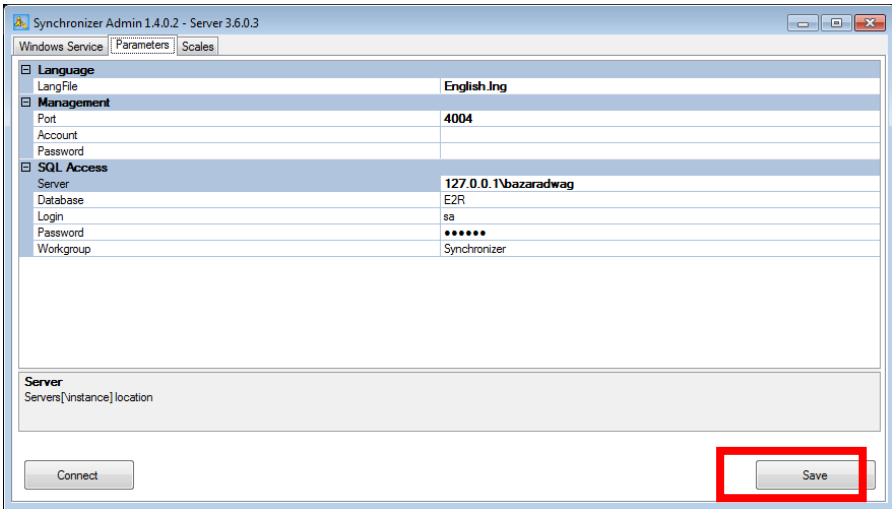 Synchronizer Admin 1.4.0.2 - Server 3.6.0.3
Windows Service Parameters Scales
Language
LangFile English.lng
Management
Port 4004
Account
Password
SQL Access
Server 127.0.0.1\bazaradwag
Database E2R
Login sa
Password ●●●●●●
Workgroup Synchronizer
Server
Servers[\instance] location
Connect Save